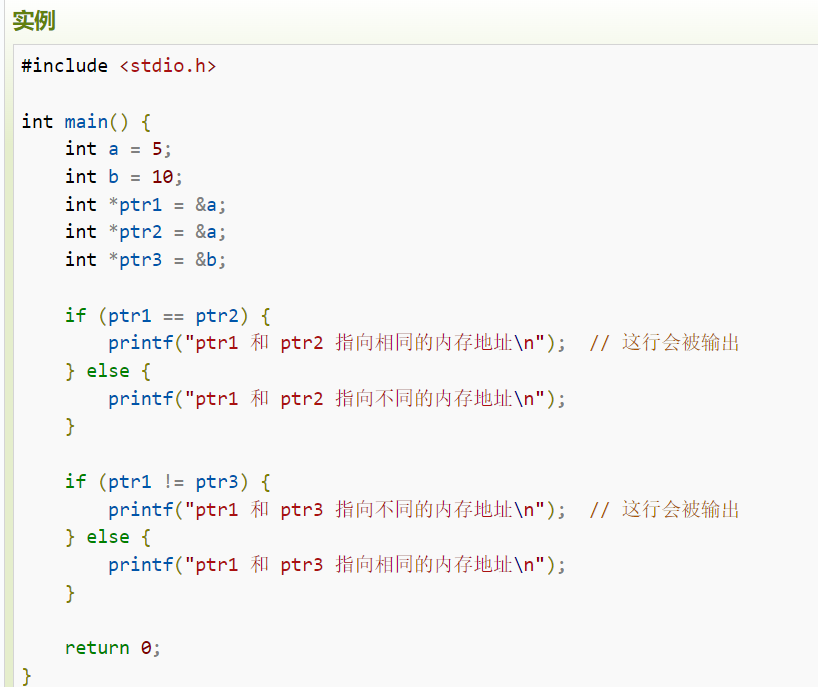 实例
#include <stdio.h>
int main() {
    int a = 5;
    int b = 10;
    int *ptr1 = &a;
    int *ptr2 = &a;
    int *ptr3 = &b;
    if (ptr1 == ptr2) {
        printf("ptr1 和 ptr2 指向相同的内存地址\n");  // 这行会被输出
    } else {
        printf("ptr1 和 ptr2 指向不同的内存地址\n");
    }
    if (ptr1 != ptr3) {
        printf("ptr1 和 ptr3 指向不同的内存地址\n");  // 这行会被输出
    } else {
        printf("ptr1 和 ptr3 指向相同的内存地址\n");
    }
    return 0;
}